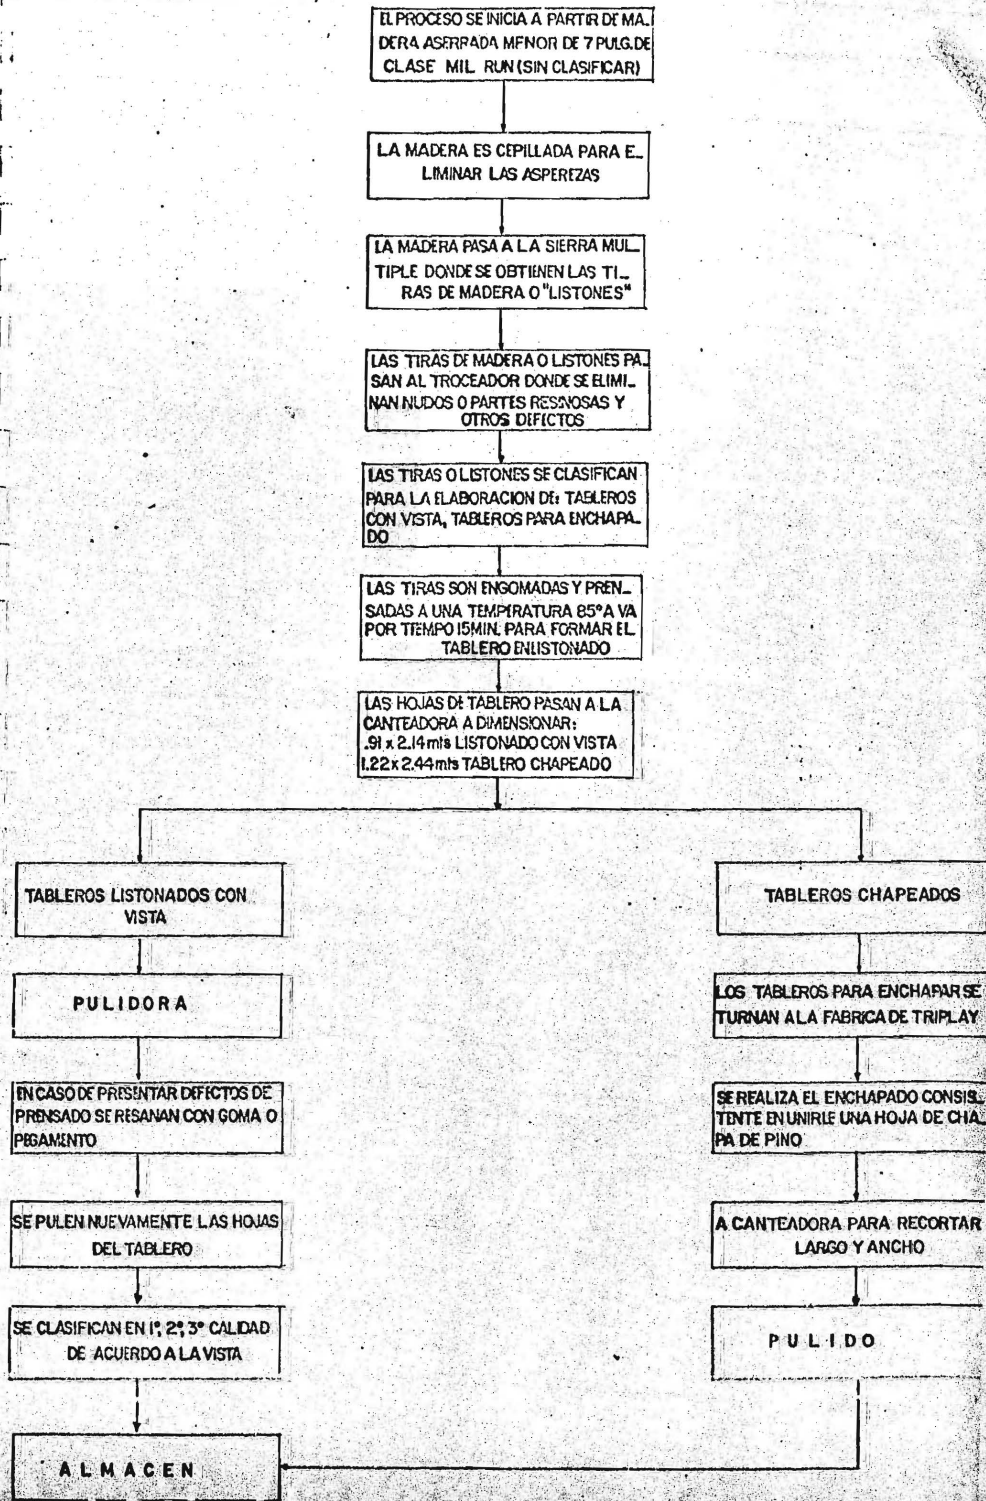 EL PROCESO SE INICIA A PARTIR DE MA_
DERA ASERRADA MENOR DE 7 PULG. DE
CLASE MIL RUN (SIN CLASIFICAR)
LA MADERA ES CEPILLADA PARA E_
LIMINAR LAS ASPEREZAS
LA MADERA PASA A LA SIERRA MUL_
TIPLE DONDE SE OBTIENEN LAS TI_
RAS DE MADERA O "LISTONES"
LAS TIRAS DE MADERA O LISTONES PA_
SAN AL TROCEADOR DONDE SE ELIMI_
NAN NUDOS O PARTES RESINOSAS Y
OTROS DEFECTOS
LAS TIRAS O LISTONES SE CLASIFICAN
PARA LA ELABORACION DE: TABLEROS
CON VISTA, TABLEROS PARA ENCHAPA_
DO
LAS TIRAS SON ENGOMADAS Y PREN_
SADAS A UNA TEMPERATURA 85° A VA
POR TIEMPO 15MIN. PARA FORMAR EL
TABLERO ENLISTONADO
LAS HOJAS DE TABLERO PASAN A LA
CANTEADORA A DIMENSIONAR:
.91 x 2.14 mts LISTONADO CON VISTA
1.22 x 2.44 mts TABLERO CHAPEADO
TABLEROS LISTONADOS CON
VISTA
PULIDORA
EN CASO DE PRESENTAR DEFECTOS DE
PRENSADO SE RESANAN CON GOMA O
PEGAMENTO
SE PULEN NUEVAMENTE LAS HOJAS
DEL TABLERO
SE CLASIFICAN EN 1ª, 2ª, 3ª CALIDAD
DE ACUERDO A LA VISTA
ALMACEN
TABLEROS CHAPEADOS
LOS TABLEROS PARA ENCHAPAR SE
TURNAN A LA FABRICA DE TRIPLAY
SE REALIZA EL ENCHAPADO CONSIS_
TENTE EN UNIRLE UNA HOJA DE CHA_
PA DE PINO
A CANTEADORA PARA RECORTAR
LARGO Y ANCHO
PULIDO